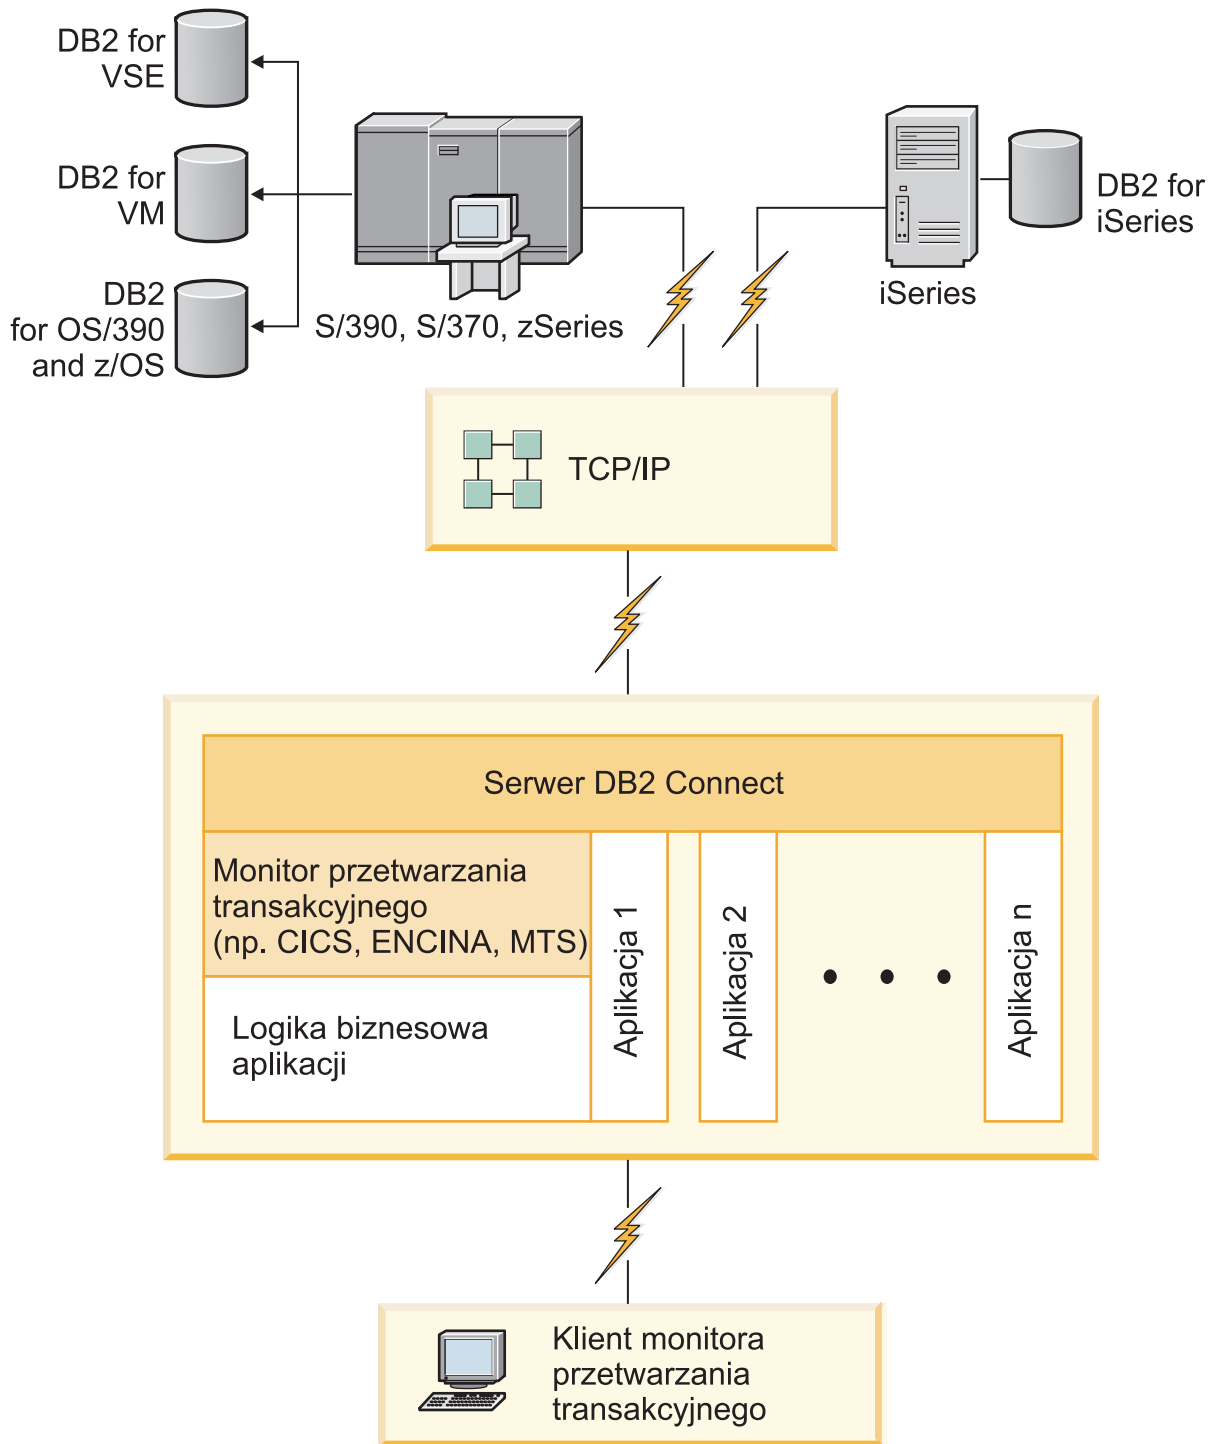 DB2 for
VSE
DB2 for
VM
DB2
for OS/390
and z/OS
S/390, S/370, zSeries
iSeries
DB2 for
iSeries
TCP/IP
Serwer DB2 Connect
Monitor przetwarzania
transakcyjnego
(np. CICS, ENCINA, MTS)
Logika biznesowa
aplikacji
Aplikacja 1
Aplikacja 2
Aplikacja n
Klient monitora
przetwarzania
transakcyjnego